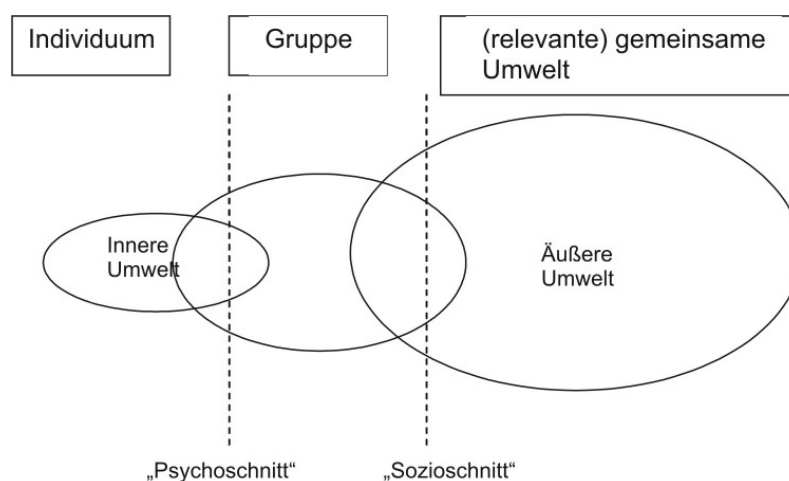 Individuum
Gruppe
(relevante) gemeinsame
Umwelt
Innere
Umwelt
Äußere
Umwelt
„Psychoschnitt“
„Sozioschnitt“